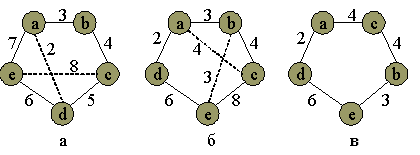 a 3 b
7 2 4
e 8 c
6 5
d
а
a 3 b
2 4 4
d 3 c
6 8
e
б
a 4 c
2 4
d b
6 3
e
в